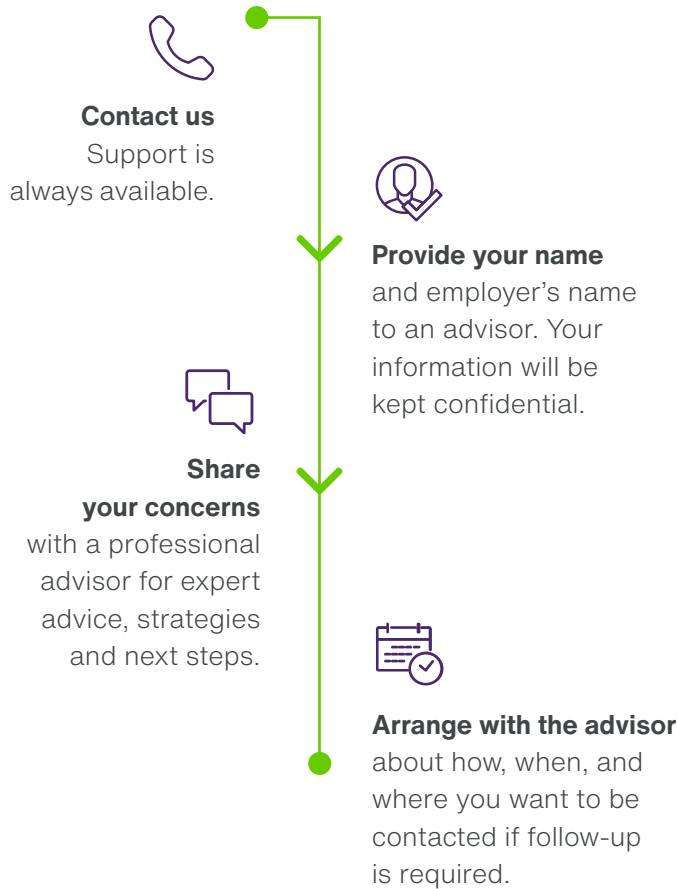 Contact us
Support is
always available.
Provide your name
and employer’s name
to an advisor. Your
information will be
kept confidential.
Share
your concerns
with a professional
advisor for expert
advice, strategies
and next steps.
Arrange with the advisor
about how, when, and
where you want to be
contacted if follow-up
is required.